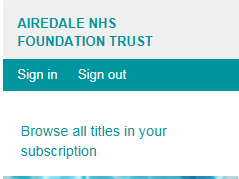 AIREDALE NHS
FOUNDATION TRUST
Sign in Sign out
Browse all titles in your
subscription